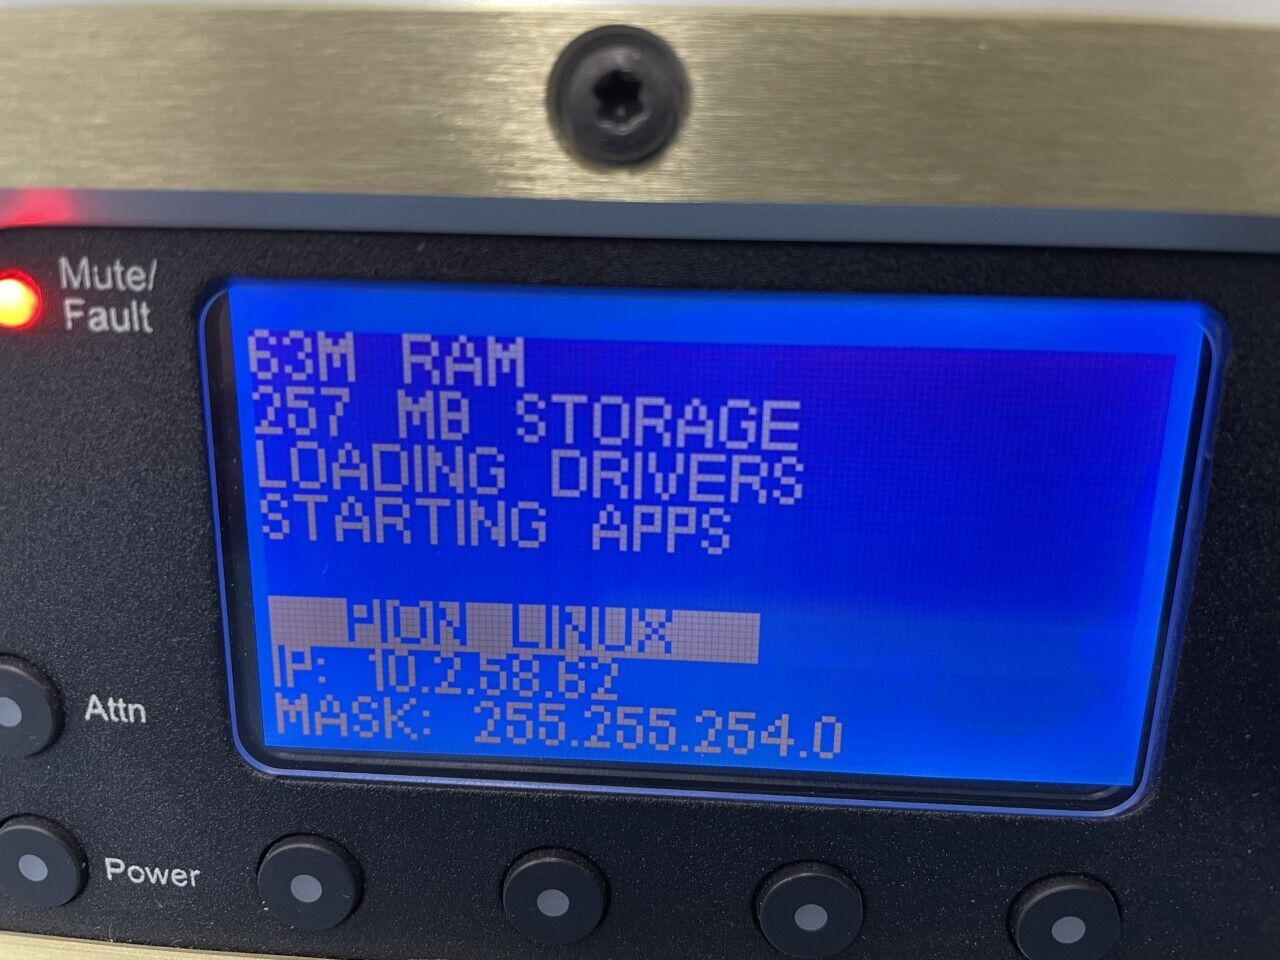 Mute/
Fault
63M RAM
257 MB STORAGE
LOADING DRIVERS
STARTING APPS
PION LINUX
IP: 10.2.58.62
MASK: 255.255.254.0
Attn
Power